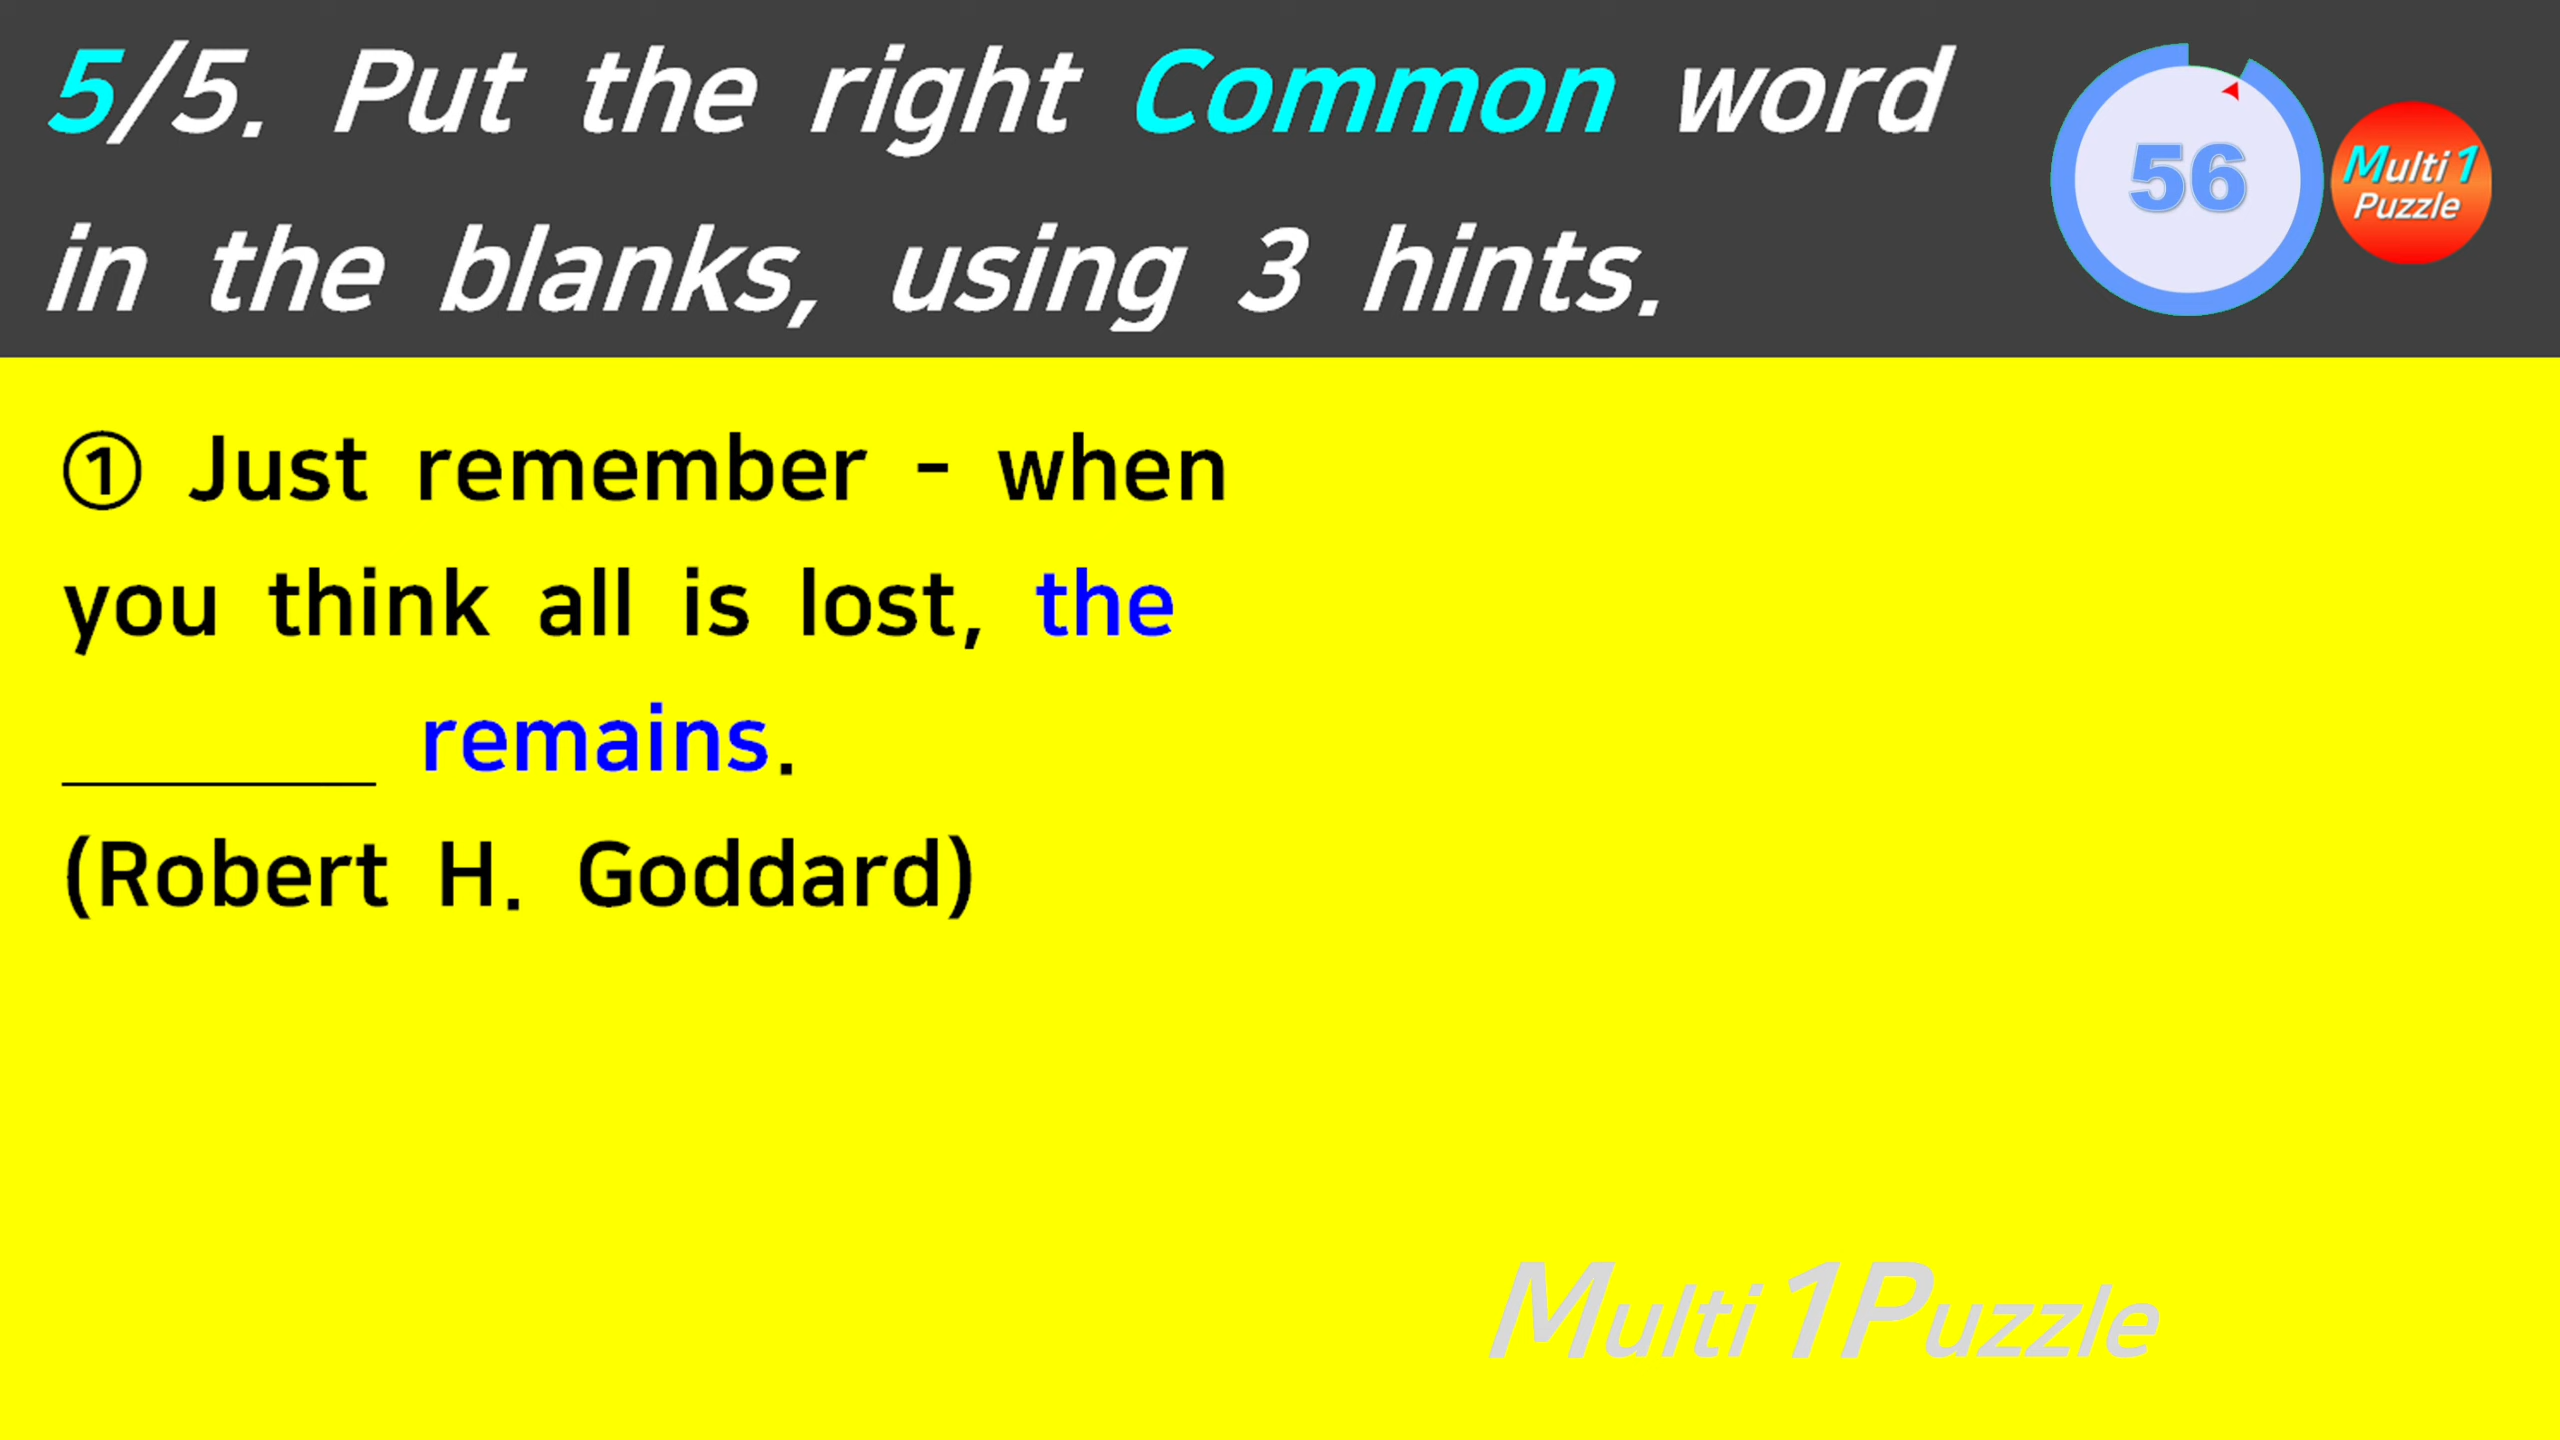 5/5. Put the right Common word
in the blanks, using 3 hints.
56
Multi 1
Puzzle
① Just remember - when
you think all is lost, the
_______ remains.
(Robert H. Goddard)
Multi 1 Puzzle